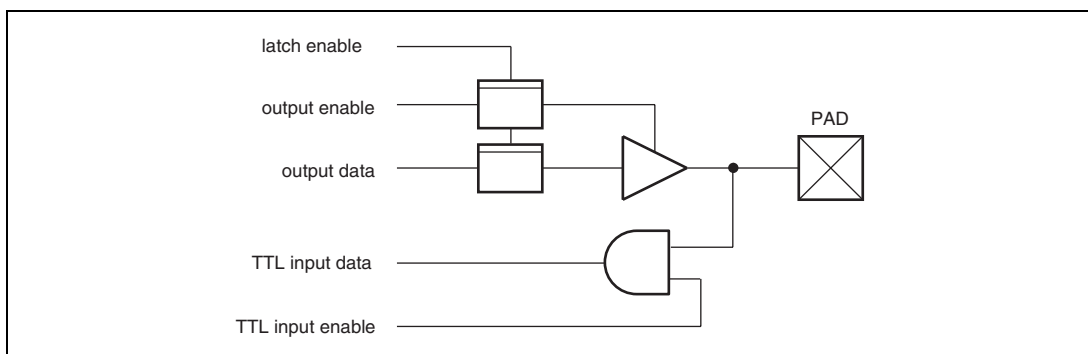 latch enable
output enable
PAD
output data
TTL input data
TTL input enable